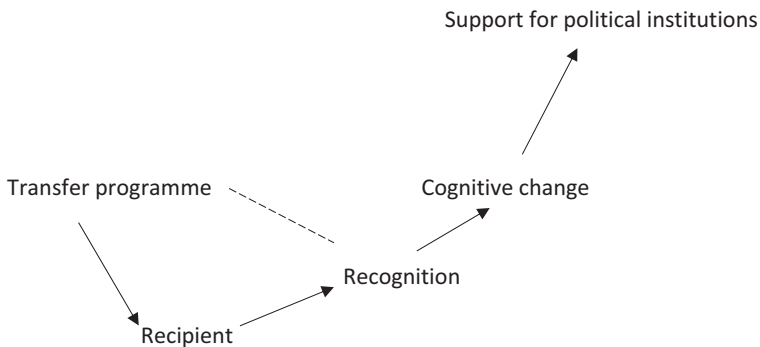 Support for political institutions
Transfer programme
Cognitive change
Recognition
Recipient